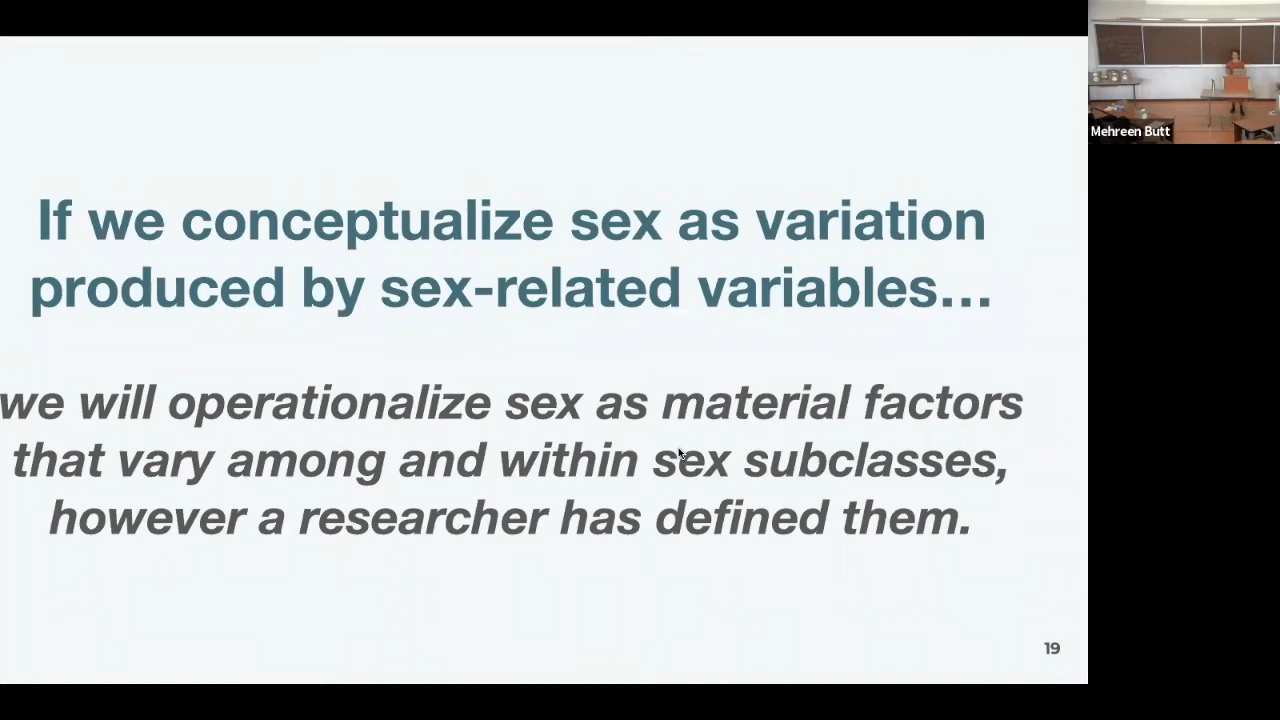 If we conceptualize sex as variation
produced by sex-related variables...
we will operationalize sex as material factors
that vary among and within sex subclasses,
however a researcher has defined them.
19
Mehreen Butt